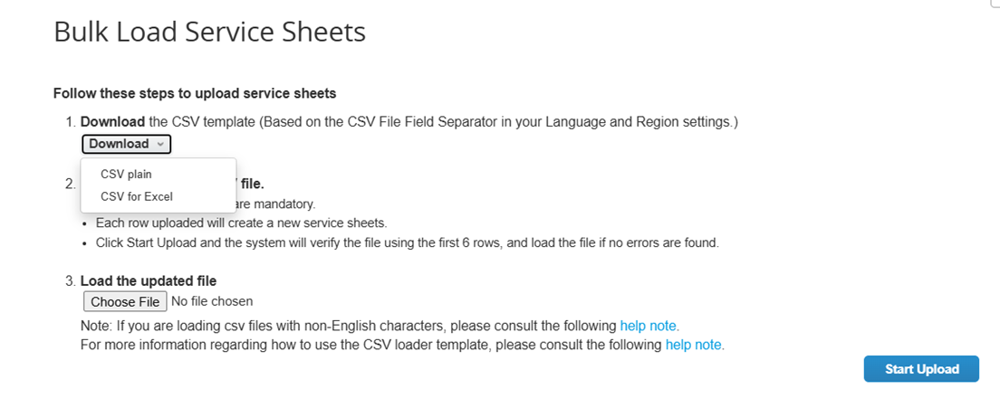 Bulk Load Service Sheets
Follow these steps to upload service sheets
1. Download the CSV template (Based on the CSV File Field Separator in your Language and Region settings.)
Download
CSV plain
CSV for Excel
2. file.
are mandatory.
• Each row uploaded will create a new service sheets.
• Click Start Upload and the system will verify the file using the first 6 rows, and load the file if no errors are found.
3. Load the updated file
Choose File No file chosen
Note: If you are loading csv files with non-English characters, please consult the following help note.
For more information regarding how to use the CSV loader template, please consult the following help note.
Start Upload